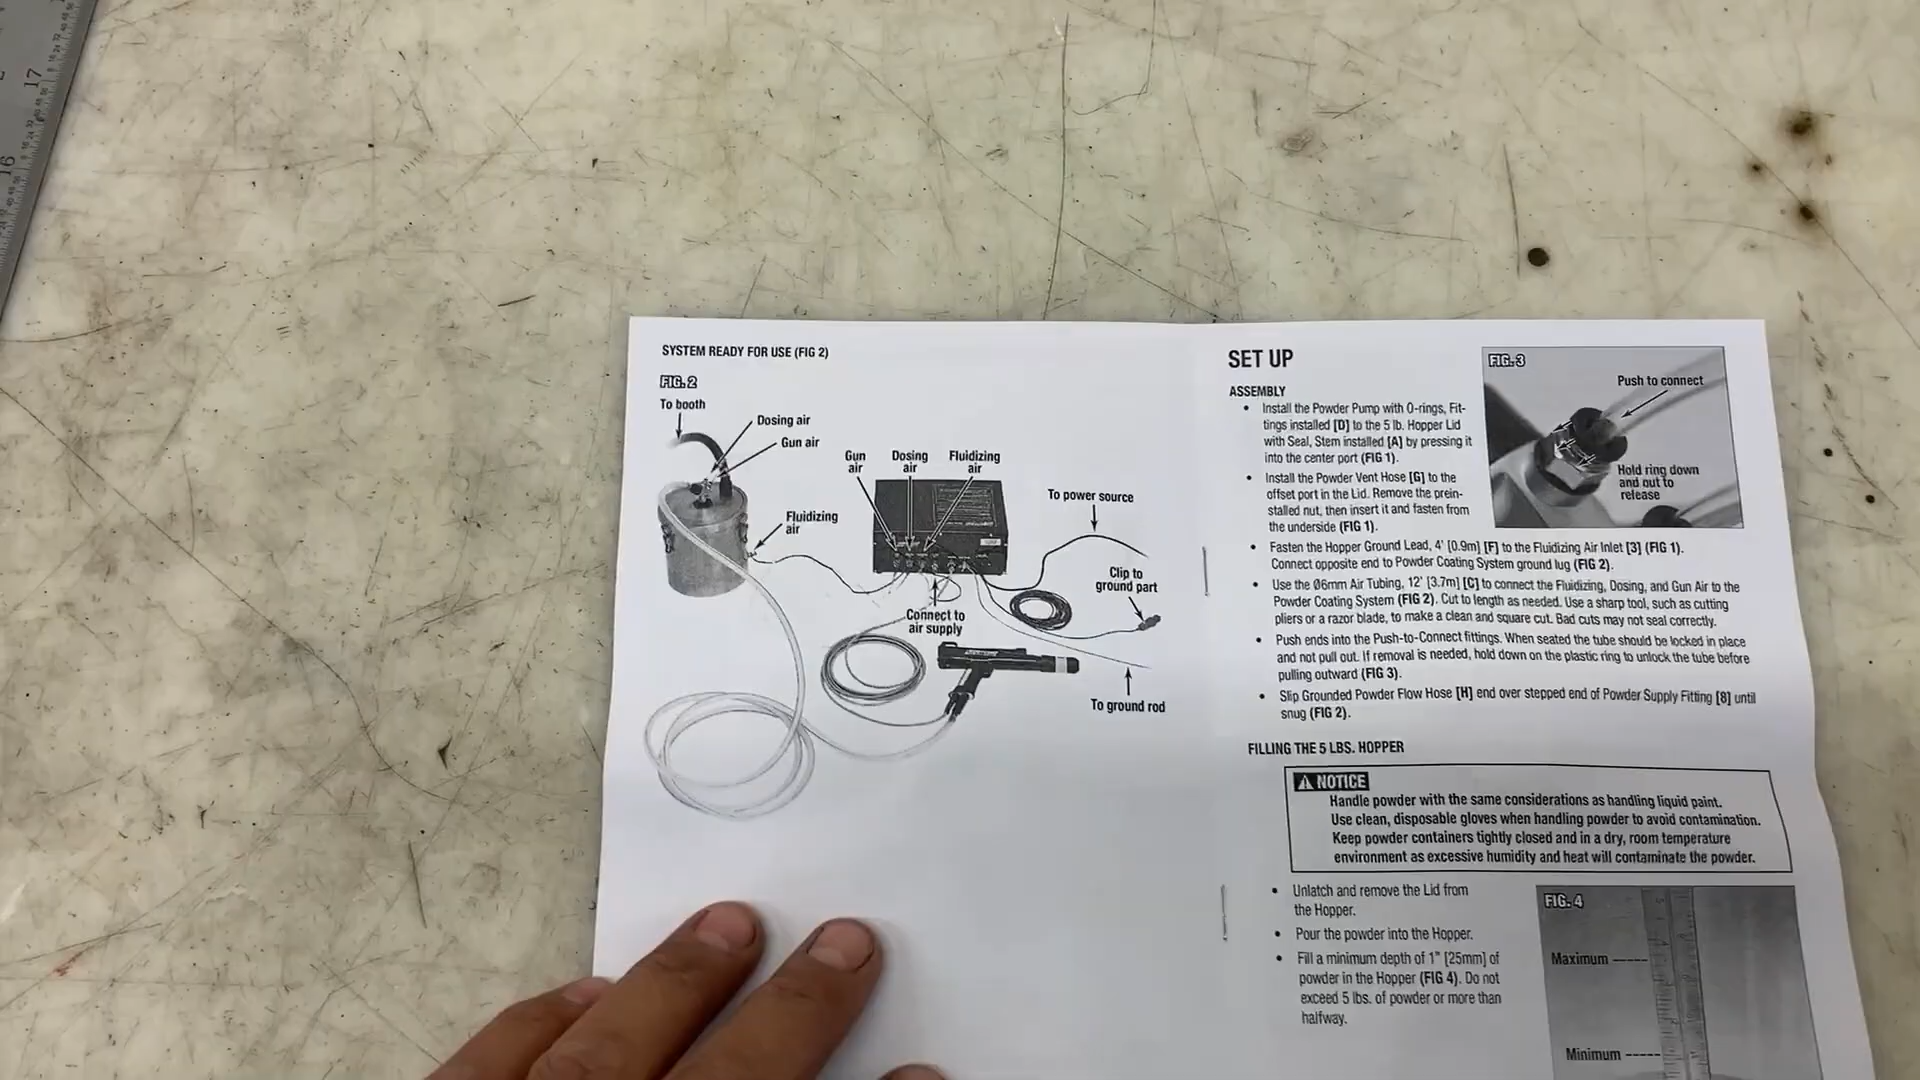 17
16
SYSTEM READY FOR USE (FIG 2)
FIG. 2
To booth
Dosing air
Gun air
Fluidizing
air
Gun
air
Dosing
air
Fluidizing
air
To power source
Clip to
ground part
Connect to
air supply
To ground rod
SET UP
ASSEMBLY
• Install the Powder Pump with O-rings, Fit-
tings installed [D] to the 5 lb. Hopper Lid
with Seal, Stem installed [A] by pressing it
into the center port (FIG 1).
• Install the Powder Vent Hose [G] to the
offset port in the Lid. Remove the prein-
stalled nut, then insert it and fasten from
the underside (FIG 1).
• Fasten the Hopper Ground Lead, 4' [0.9m] [F] to the Fluidizing Air Inlet [3] (FIG 1).
Connect opposite end to Powder Coating System ground lug (FIG 2).
• Use the Ø6mm Air Tubing, 12' [3.7m] [C] to connect the Fluidizing, Dosing, and Gun Air to the
Powder Coating System (FIG 2). Cut to length as needed. Use a sharp tool, such as cutting
pliers or a razor blade, to make a clean and square cut. Bad cuts may not seal correctly.
• Push ends into the Push-to-Connect fittings. When seated the tube should be locked in place
and not pull out. If removal is needed, hold down on the plastic ring to unlock the tube before
pulling outward (FIG 3).
• Slip Grounded Powder Flow Hose [H] end over stepped end of Powder Supply Fitting [8] until
snug (FIG 2).
FIG. 3
Push to connect
Hold ring down
and out to
release
FILLING THE 5 LBS. HOPPER
NOTICE
Handle powder with the same considerations as handling liquid paint.
Use clean, disposable gloves when handling powder to avoid contamination.
Keep powder containers tightly closed and in a dry, room temperature
environment as excessive humidity and heat will contaminate the powder.
• Unlatch and remove the Lid from
the Hopper.
• Pour the powder into the Hopper.
• Fill a minimum depth of 1" [25mm] of
powder in the Hopper (FIG 4). Do not
exceed 5 lbs. of powder or more than
halfway.
FIG. 4
Maximum
Minimum